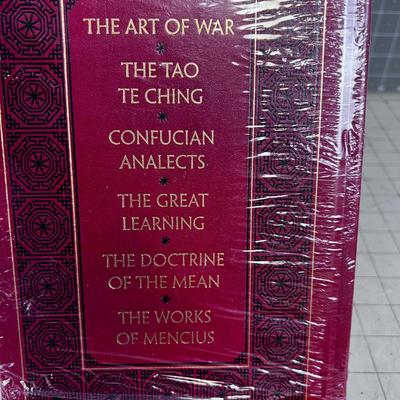 THE ART OF WAR
THE TAO
TE CHING
CONFUCIAN
ANALECTS
THE GREAT
LEARNING
THE DOCTRINE
OF THE MEAN
THE WORKS
OF MENCIUS